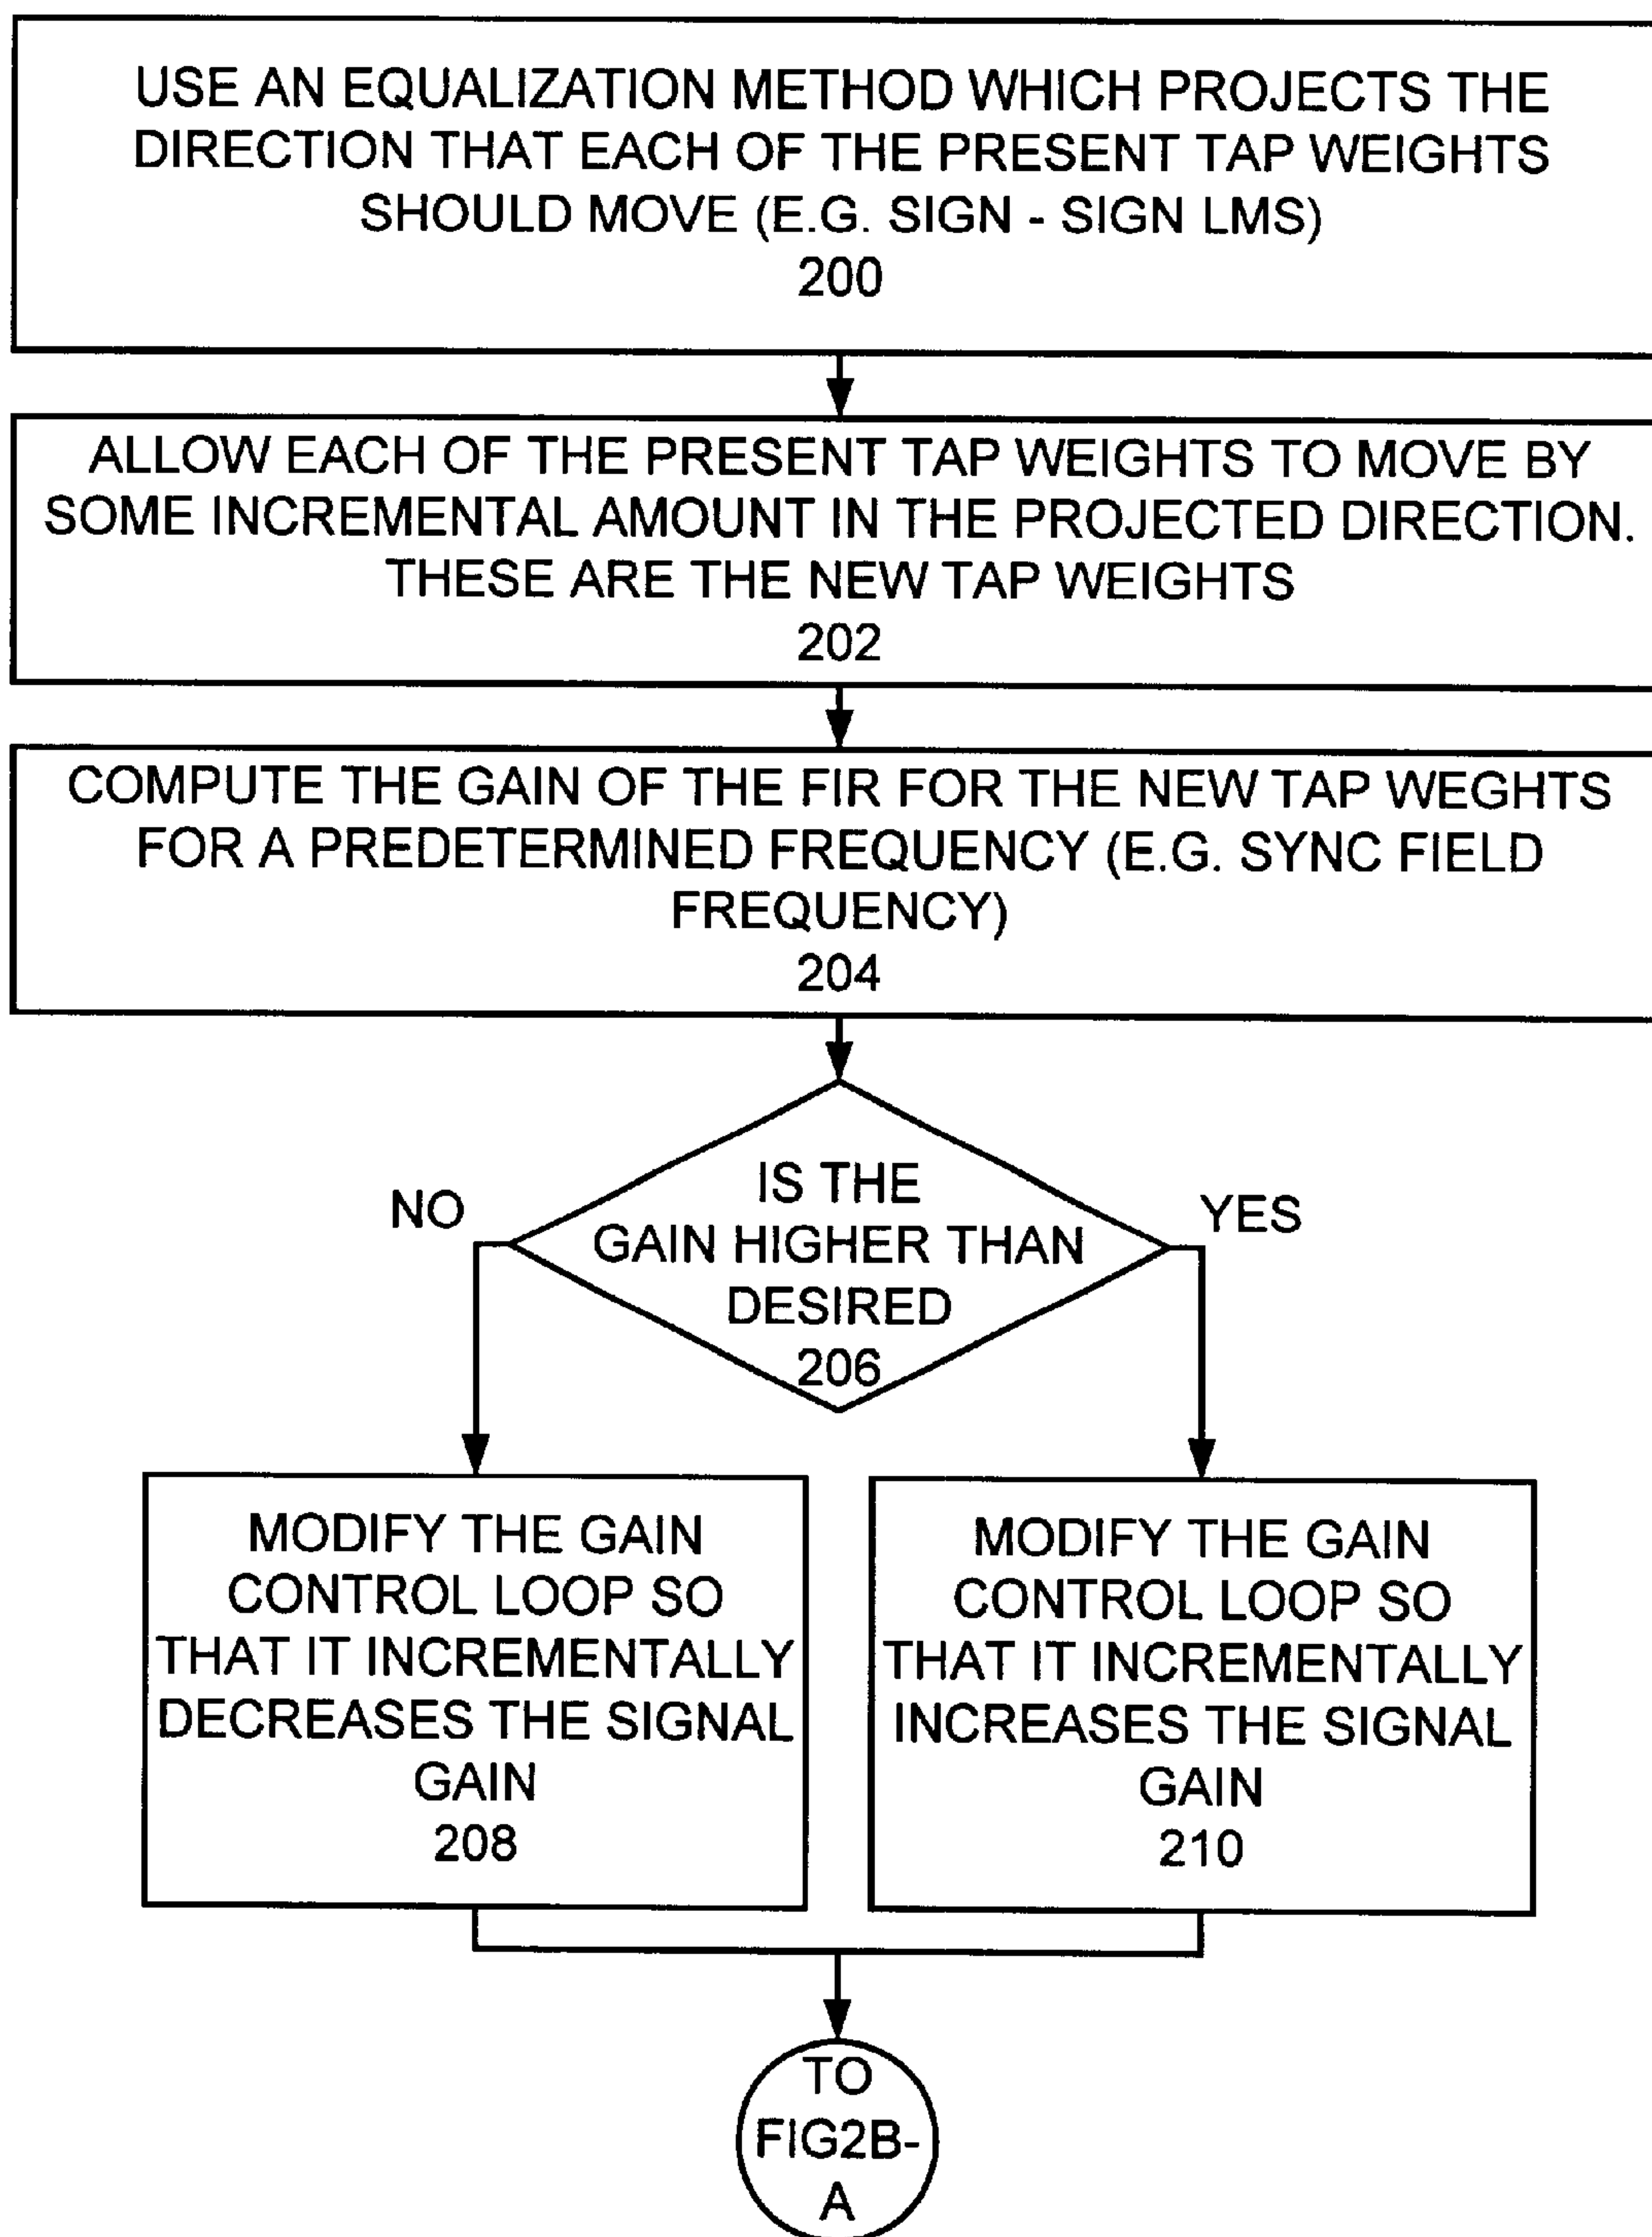 USE AN EQUALIZATION METHOD WHICH PROJECTS THE
DIRECTION THAT EACH OF THE PRESENT TAP WEIGHTS
SHOULD MOVE (E.G. SIGN - SIGN LMS)
200
ALLOW EACH OF THE PRESENT TAP WEIGHTS TO MOVE BY
SOME INCREMENTAL AMOUNT IN THE PROJECTED DIRECTION.
THESE ARE THE NEW TAP WEIGHTS
202
COMPUTE THE GAIN OF THE FIR FOR THE NEW TAP WEGHTS
FOR A PREDETERMINED FREQUENCY (E.G. SYNC FIELD
FREQUENCY)
204
IS THE
GAIN HIGHER THAN
DESIRED
206
NO
YES
MODIFY THE GAIN
CONTROL LOOP SO
THAT IT INCREMENTALLY
DECREASES THE SIGNAL
GAIN
208
MODIFY THE GAIN
CONTROL LOOP SO
THAT IT INCREMENTALLY
INCREASES THE SIGNAL
GAIN
210
TO
FIG2B-
A